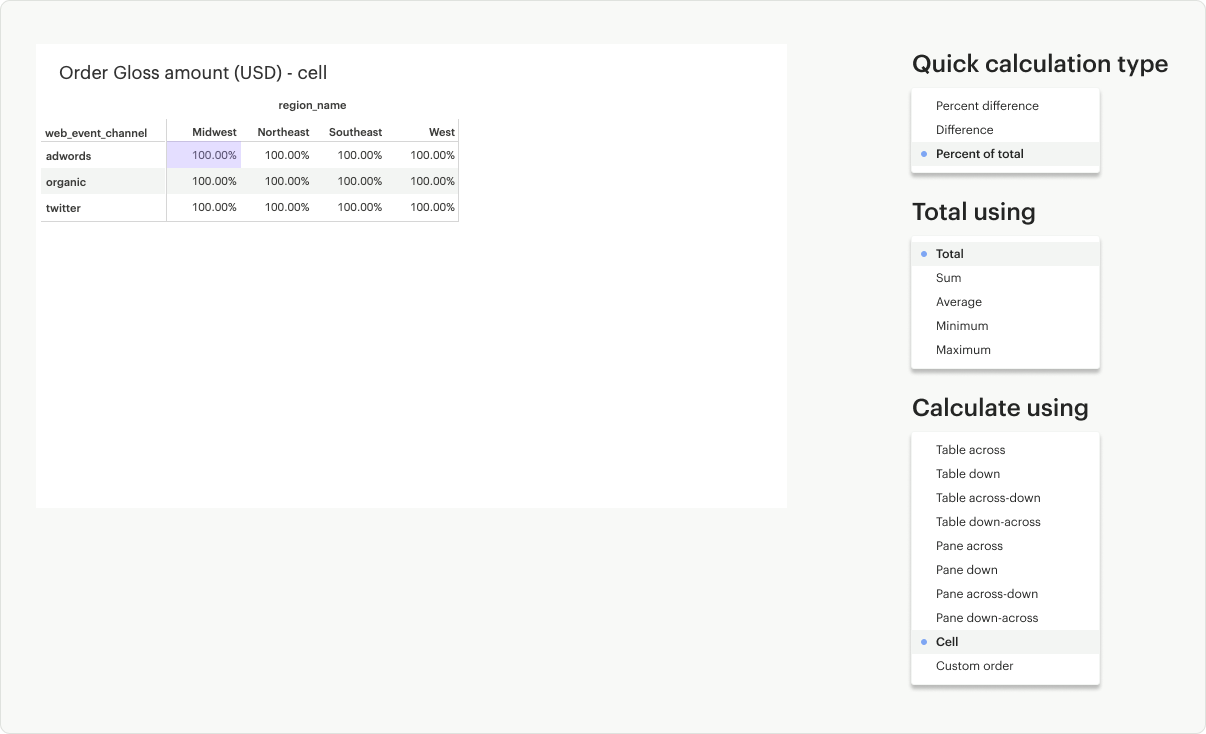 Order Gloss amount (USD) - cell
region_name
web_event_channel Midwest Northeast Southeast West
adwords 100.00% 100.00% 100.00% 100.00%
organic 100.00% 100.00% 100.00% 100.00%
twitter 100.00% 100.00% 100.00% 100.00%
Quick calculation type
Percent difference
Difference
Percent of total
Total using
Total
Sum
Average
Minimum
Maximum
Calculate using
Table across
Table down
Table across-down
Table down-across
Pane across
Pane down
Pane across-down
Pane down-across
Cell
Custom order